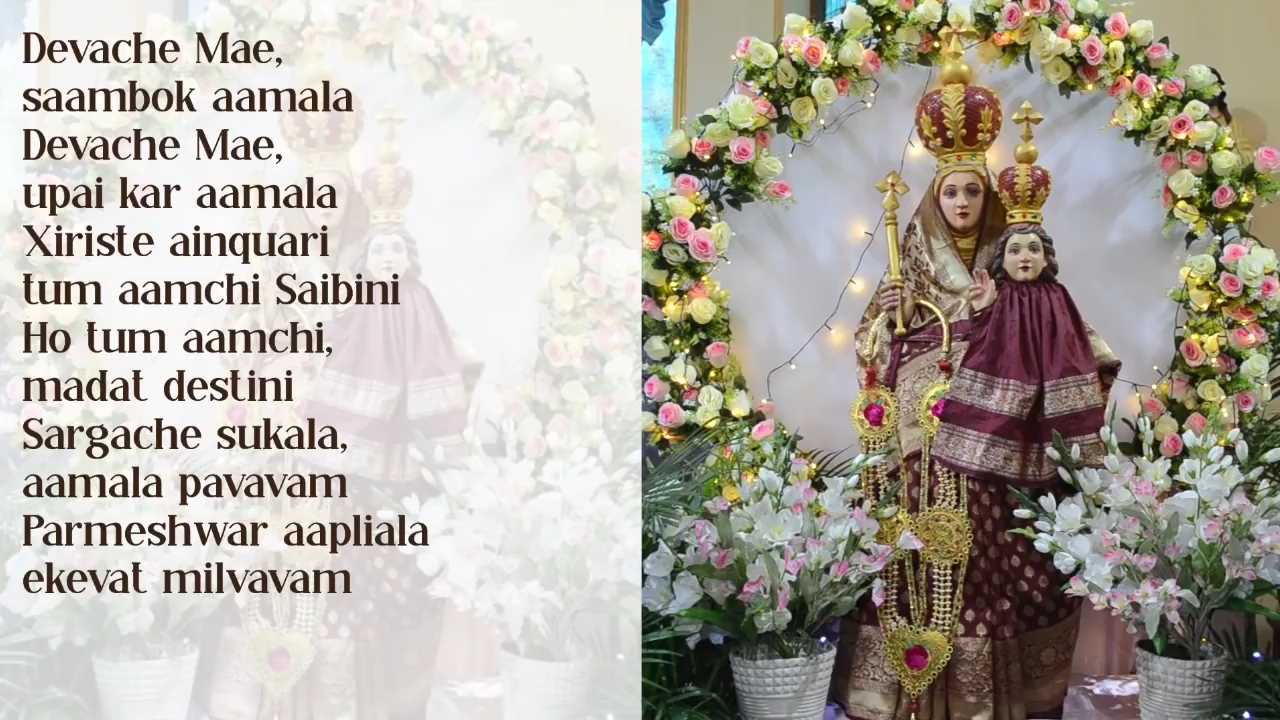 Devache Mae,
saambok aamala
Devache Mae,
upai kar aamala
Xiriste ainquari
tum aamchi Saibini
Ho tum aamchi,
madat destini
Sargache sukala,
aamala pavavam
Parmeshwar aapliala
ekevat milvavam